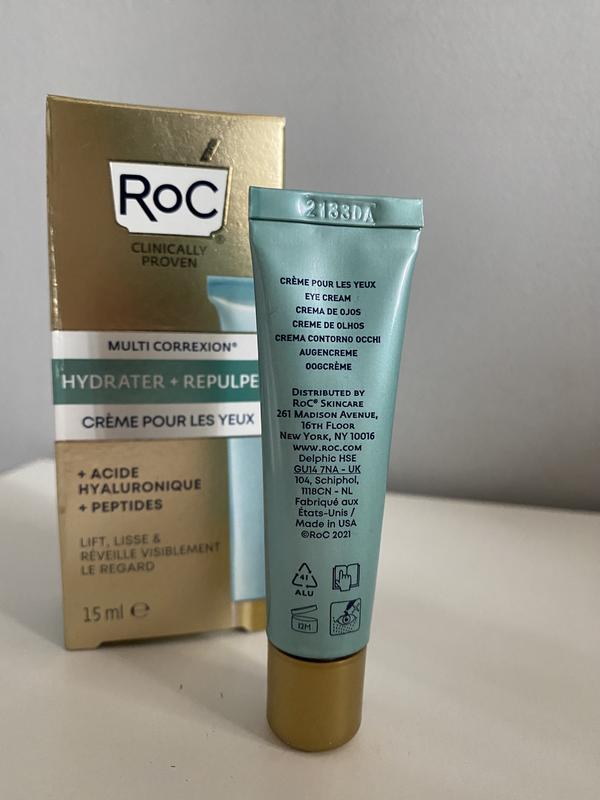 RoC®
CLINICALLY
PROVEN
MULTI CORREXION®
HYDRATER + REPULPE
CRÈME POUR LES YEUX
+ ACIDE
HYALURONIQUE
+ PEPTIDES
LIFT, LISSE &
RÉVEILLE VISIBLEMENT
LE REGARD
15 ml ℮
2133DA
CRÈME POUR LES YEUX
EYE CREAM
CREMA DE OJOS
CREME DE OLHOS
CREMA CONTORNO OCCHI
AUGENCREME
OOGCRÈME
DISTRIBUTED BY
ROC® SKINCARE
261 MADISON AVENUE,
16TH FLOOR
NEW YORK, NY 10016
WWW.ROC.COM
Delphic HSE
GU14 7NA - UK
104, Schiphol,
1118CN - NL
Fabriqué aux
États-Unis /
Made in USA
©RoC 2021
41
ALU
12M